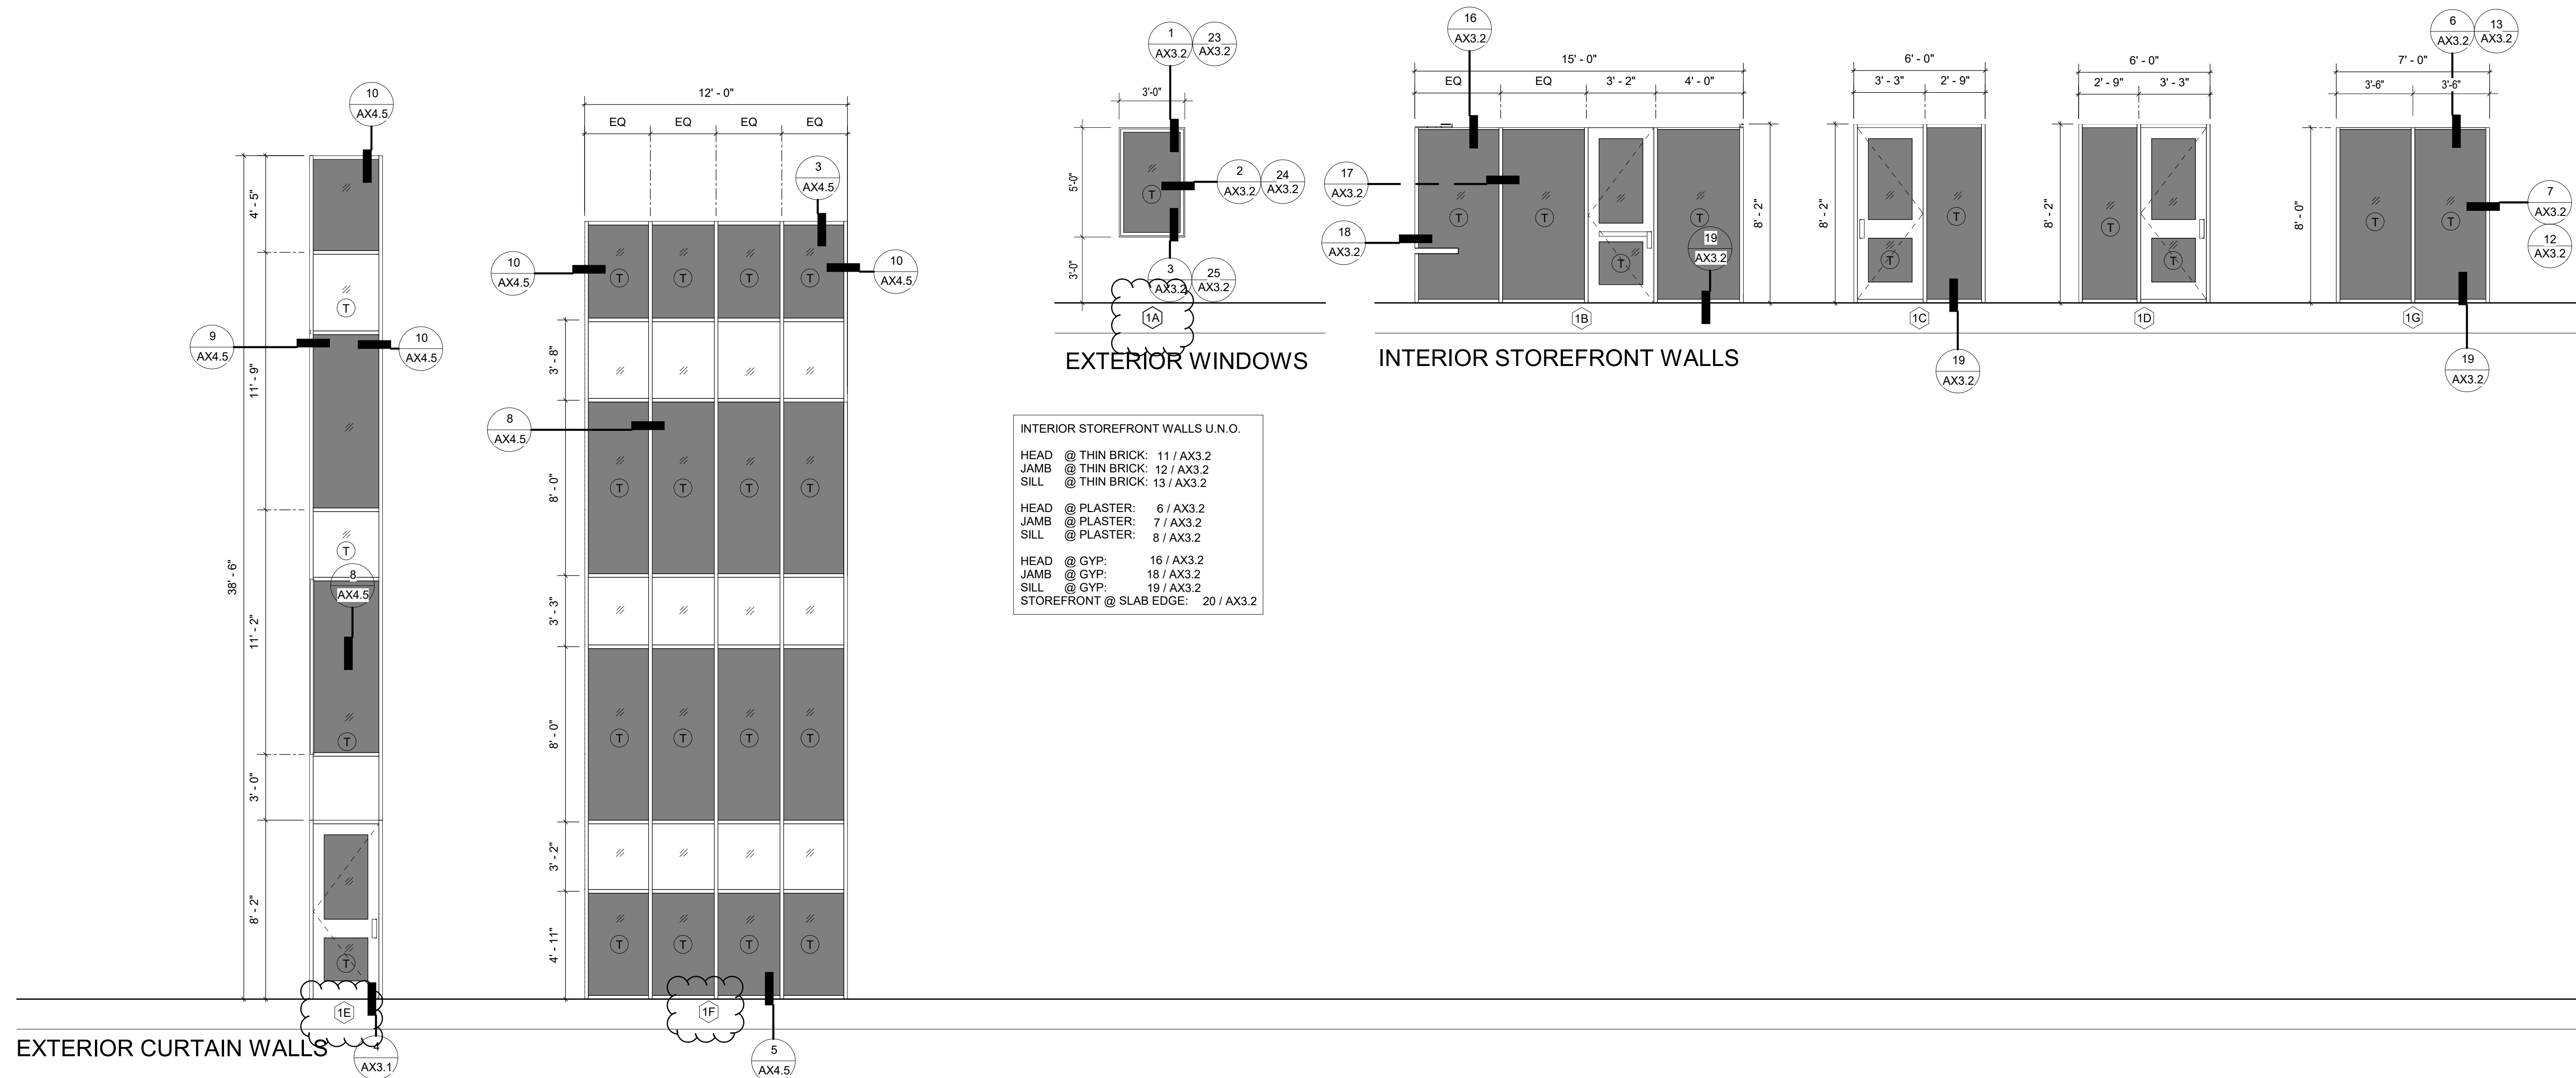 10
AX4.5
38' - 6"
4' - 5"
11' - 9"
11' - 2"
3' - 0"
8' - 2"
T
9
AX4.5
10
AX4.5
T
8
AX4.5
T
T
1E
4
AX3.1
EXTERIOR CURTAIN WALLS
12' - 0"
EQ EQ EQ EQ
3
AX4.5
10
AX4.5
10
AX4.5
T T T T
3' - 8"
8
AX4.5
8' - 0"
T T T T
3' - 3"
8' - 0"
T T T T
3' - 2"
4' - 11"
T T T T
1F
5
AX4.5
1
AX3.2
23
AX3.2
3'-0"
5'-0"
3'-0"
T
2
AX3.2
24
AX3.2
3
AX3.2
25
AX3.2
1A
EXTERIOR WINDOWS
16
AX3.2
15' - 0"
EQ EQ 3' - 2" 4' - 0"
17
AX3.2
18
AX3.2
T T T T
19
AX3.2
8' - 2"
1B
INTERIOR STOREFRONT WALLS
6' - 0"
3' - 3" 2' - 9"
8' - 2"
T T
1C
19
AX3.2
6' - 0"
2' - 9" 3' - 3"
8' - 2"
T T
1D
6
AX3.2
13
AX3.2
7' - 0"
3'-6" 3'-6"
8' - 0"
T T
7
AX3.2
12
AX3.2
1G
19
AX3.2
INTERIOR STOREFRONT WALLS U.N.O.
HEAD @ THIN BRICK: 11 / AX3.2
JAMB @ THIN BRICK: 12 / AX3.2
SILL @ THIN BRICK: 13 / AX3.2
HEAD @ PLASTER: 6 / AX3.2
JAMB @ PLASTER: 7 / AX3.2
SILL @ PLASTER: 8 / AX3.2
HEAD @ GYP: 16 / AX3.2
JAMB @ GYP: 18 / AX3.2
SILL @ GYP: 19 / AX3.2
STOREFRONT @ SLAB EDGE: 20 / AX3.2